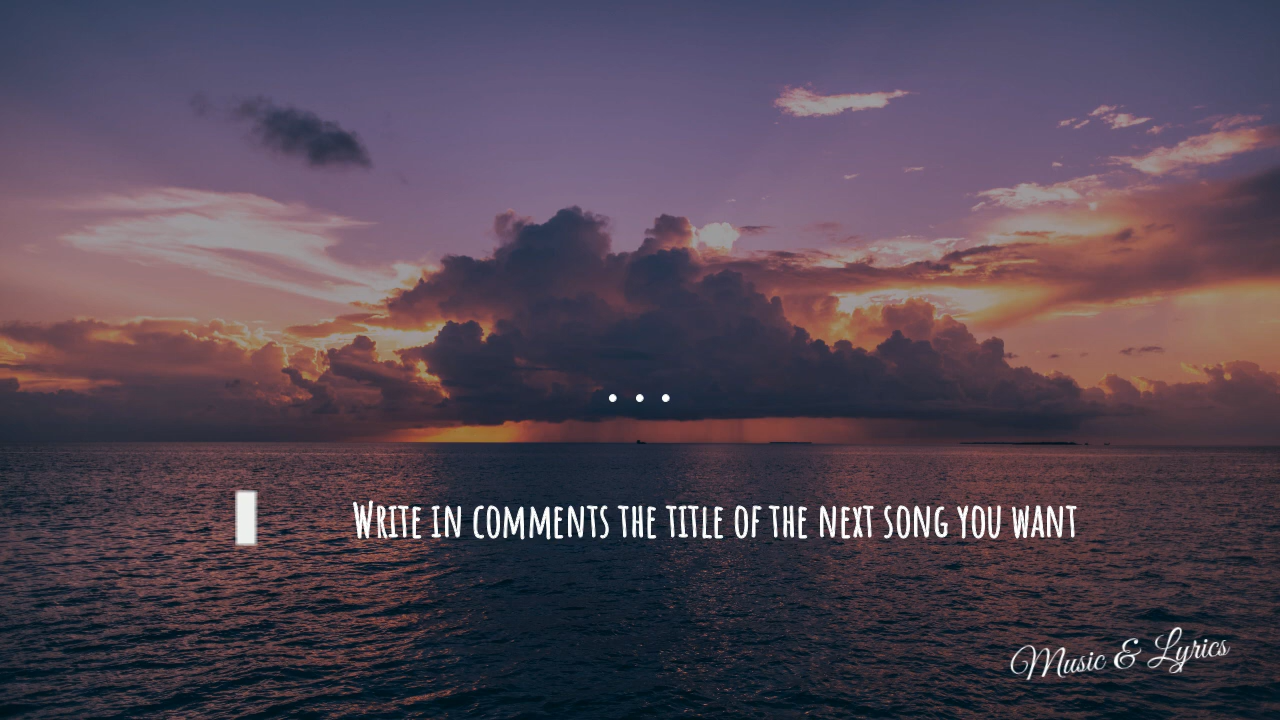 • • •
Write in comments the title of the next song you want
Music & Lyrics